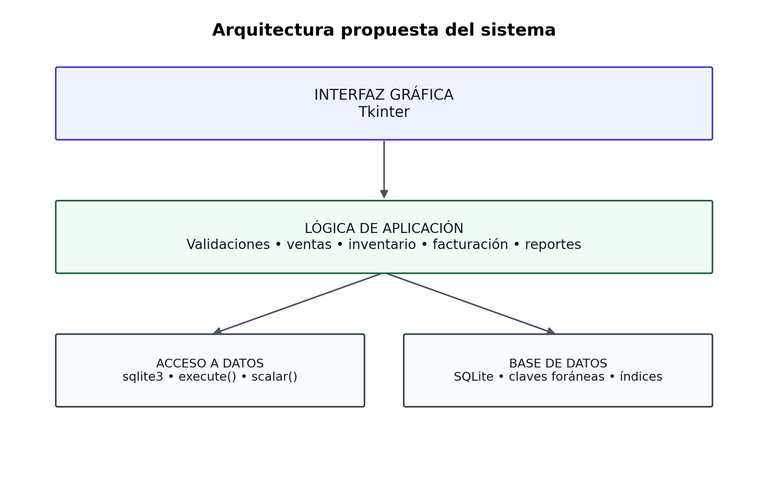 Arquitectura propuesta del sistema
INTERFAZ GRÁFICA
Tkinter
LÓGICA DE APLICACIÓN
Validaciones • ventas • inventario • facturación • reportes
ACCESO A DATOS
sqlite3 • execute() • scalar()
BASE DE DATOS
SQLite • claves foráneas • índices